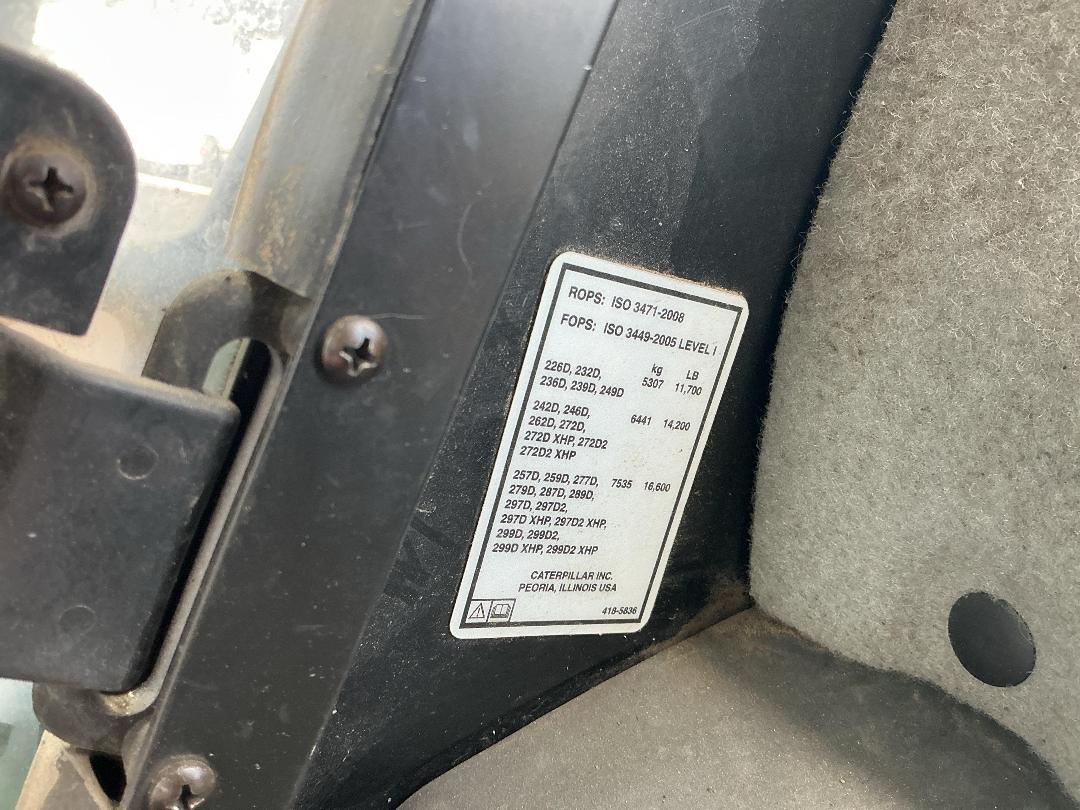 ROPS: ISO 3471-2008
FOPS: ISO 3449-2005 LEVEL I
kg LB
226D, 232D, 5307 11,700
236D, 239D, 249D
242D, 246D, 6441 14,200
262D, 272D,
272D XHP, 272D2
272D2 XHP
257D, 259D, 277D, 7535 16,600
279D, 287D, 289D,
297D, 297D2,
297D XHP, 297D2 XHP,
299D, 299D2,
299D XHP, 299D2 XHP
CATERPILLAR INC.
PEORIA, ILLINOIS USA
418-5836